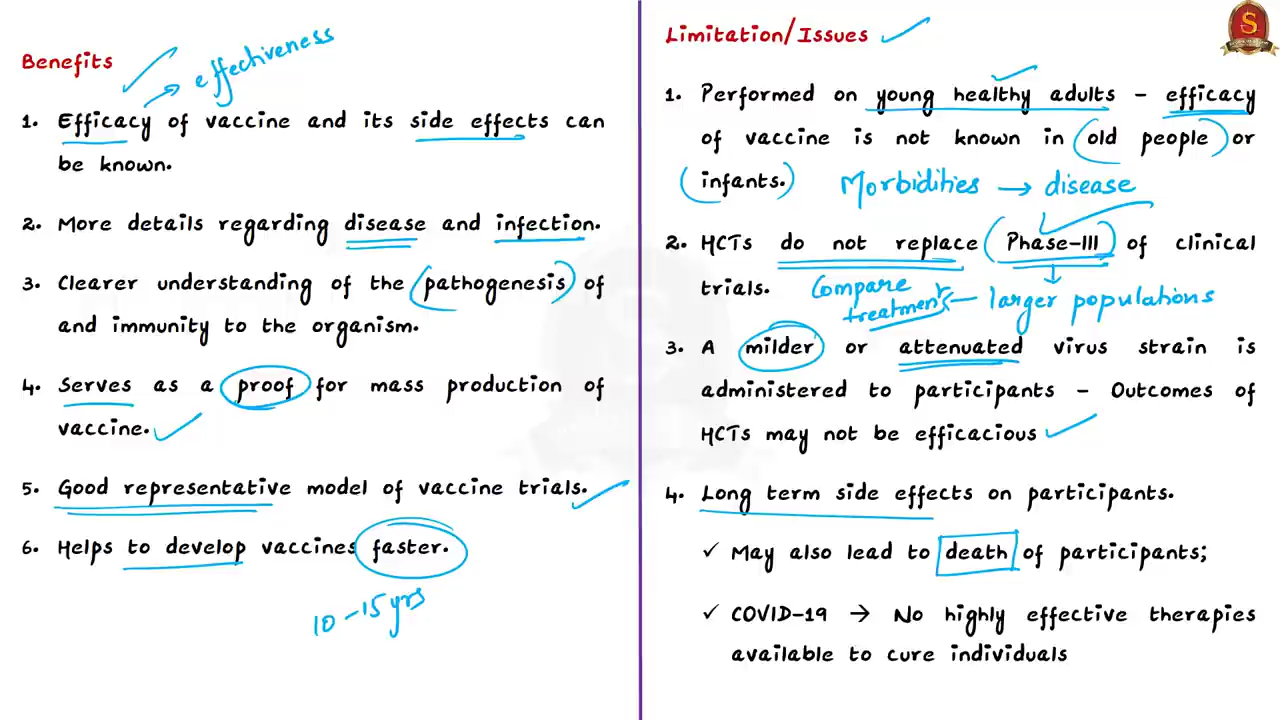 Benefits
effectiveness
1. Efficacy of vaccine and its side effects can
be known.
2. More details regarding disease and infection.
3. Clearer understanding of the pathogenesis of
and immunity to the organism.
4. Serves as a proof for mass production of
vaccine.
5. Good representative model of vaccine trials.
6. Helps to develop vaccines faster.
10-15 yrs
Limitation/Issues
1. Performed on young healthy adults - efficacy
of vaccine is not known in old people or
infants. Morbidities → disease
2. HCTs do not replace Phase-III of clinical
trials. Compare treatment - larger populations
3. A milder or attenuated virus strain is
administered to participants - Outcomes of
HCTs may not be efficacious
4. Long term side effects on participants.
✓ May also lead to death of participants;
✓ COVID-19 → No highly effective therapies
available to cure individuals
S